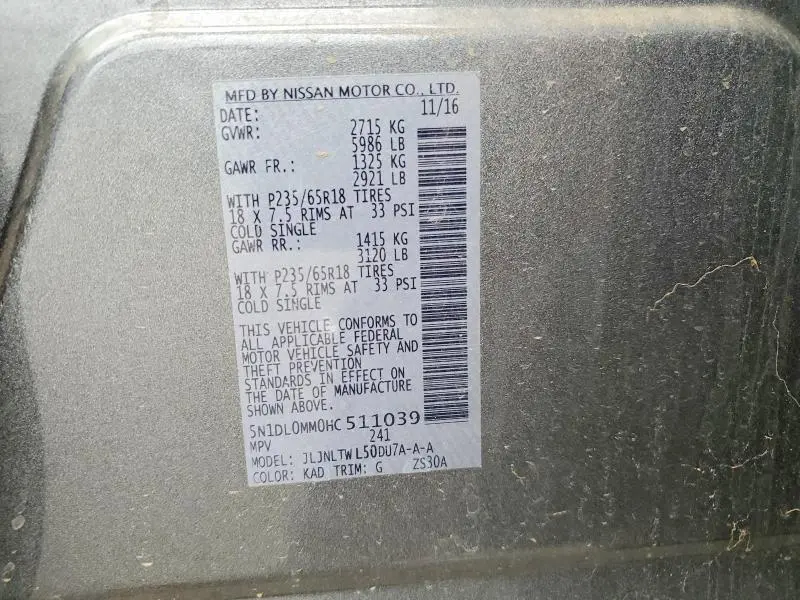 MFD BY NISSAN MOTOR CO., LTD.
DATE: 11/16
GVWR: 2715 KG
5986 LB
GAWR FR.: 1325 KG
2921 LB
WITH P235/65R18 TIRES
18 X 7.5 RIMS AT 33 PSI
COLD SINGLE
GAWR RR.: 1415 KG
3120 LB
WITH P235/65R18 TIRES
18 X 7.5 RIMS AT 33 PSI
COLD SINGLE
THIS VEHICLE CONFORMS TO
ALL APPLICABLE FEDERAL
MOTOR VEHICLE SAFETY AND
THEFT PREVENTION
STANDARDS IN EFFECT ON
THE DATE OF MANUFACTURE
SHOWN ABOVE.
5N1DL0MM0HC511039
MPV 241
MODEL: JLJNLTWL50DU7A-A-A
COLOR: KAD TRIM: G ZS30A